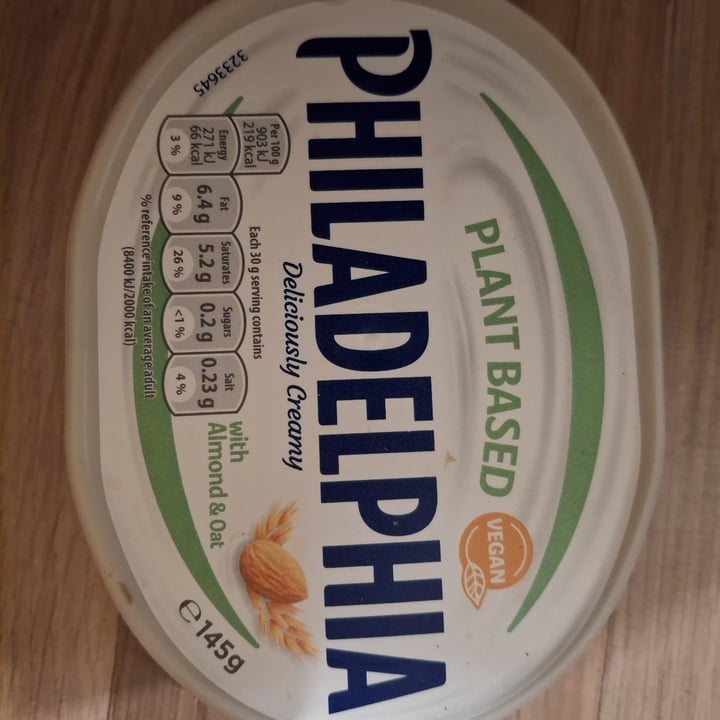 PLANT BASED
VEGAN
PHILADELPHIA
Deliciously Creamy
Each 30 g serving contains
Per 100 g
903 kJ
219 kcal
Energy
271 kJ
66 kcal
3 %
Fat
6.4 g
9 %
Saturates
5.2 g
26 %
Sugars
0.2 g
<1 %
Salt
0.23 g
4 %
% reference intake of an average adult
(8400 kJ/2000 kcal)
with
Almond & Oat
℮145g
3233645